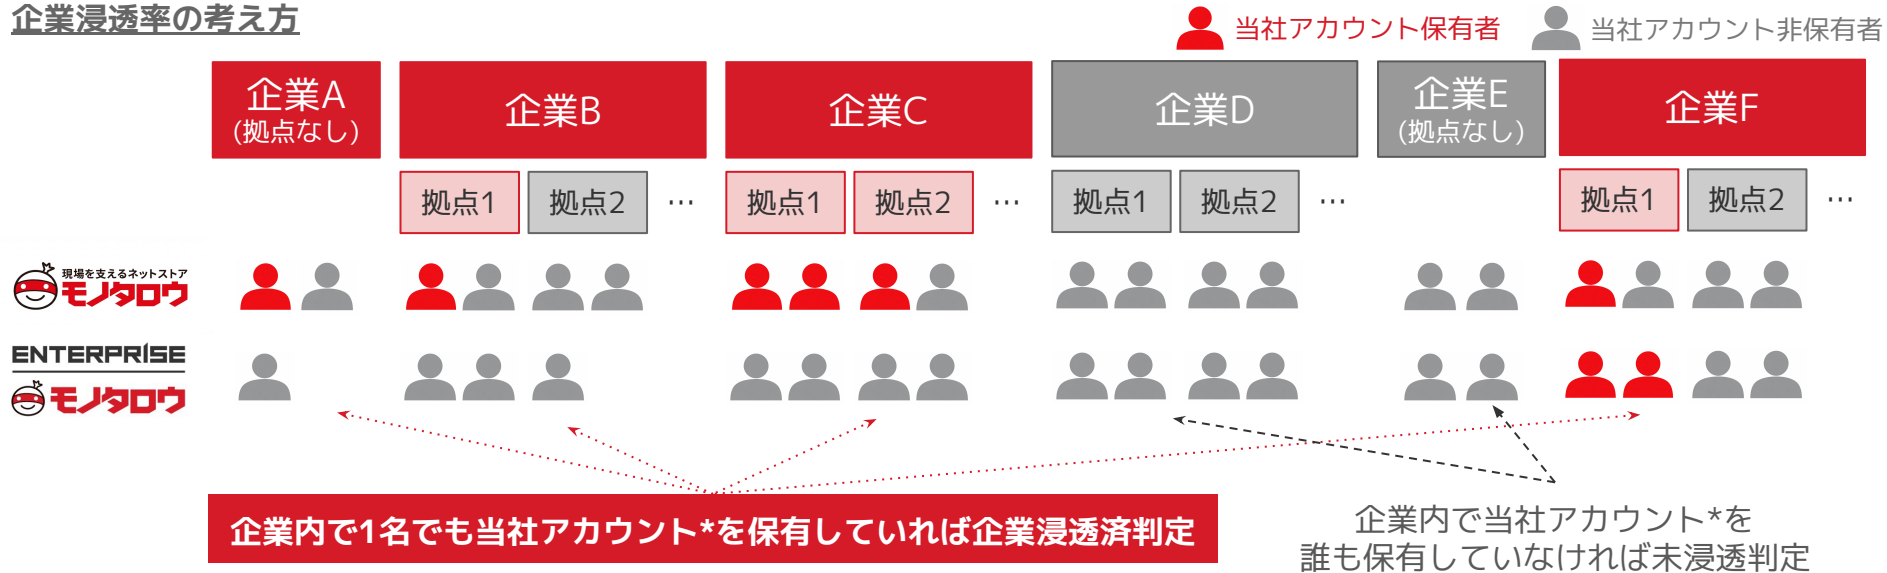 企業浸透率の考え方
当社アカウント保有者
当社アカウント非保有者
企業A
(拠点なし)
企業B
企業C
企業D
企業E
(拠点なし)
企業F
拠点1
拠点2
…
拠点1
拠点2
…
拠点1
拠点2
…
拠点1
拠点2
…
現場を支えるネットストア
モノタロウ
ENTERPRISE
モノタロウ
企業内で1名でも当社アカウント*を保有していれば企業浸透済判定
企業内で当社アカウント*を
誰も保有していなければ未浸透判定